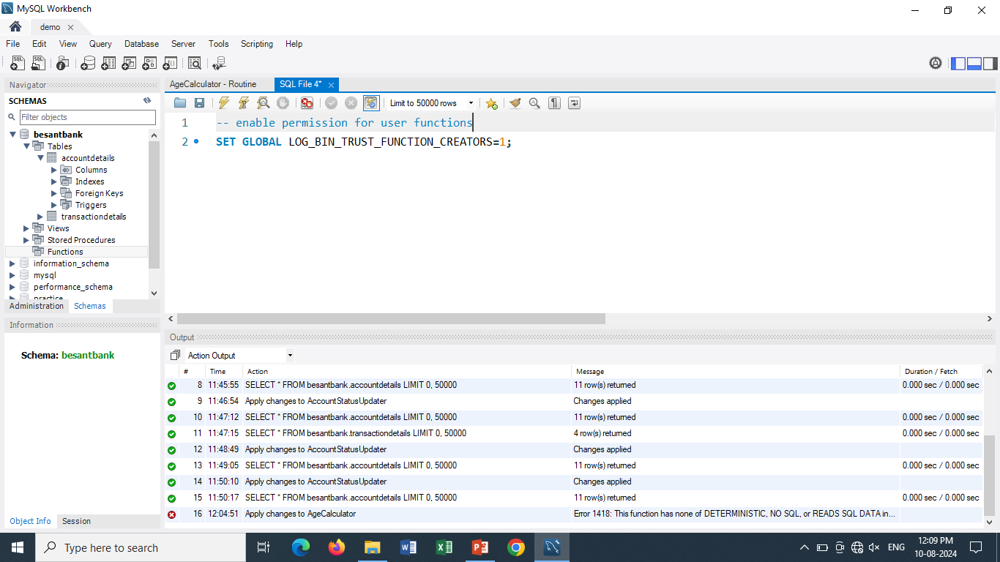 MySQL Workbench
demo
File Edit View Query Database Server Tools Scripting Help
Navigator
SCHEMAS
Filter objects
besantbank
Tables
accountdetails
Columns
Indexes
Foreign Keys
Triggers
transactiondetails
Views
Stored Procedures
Functions
information_schema
mysql
performance_schema
practice
Administration Schemas
Information
Schema: besantbank
Object Info Session
AgeCalculator - Routine SQL File 4*
Limit to 50000 rows
1 -- enable permission for user functions
2 SET GLOBAL LOG_BIN_TRUST_FUNCTION_CREATORS=1;
Output
Action Output
# Time Action Message Duration / Fetch
8 11:45:55 SELECT * FROM besantbank.accountdetails LIMIT 0, 50000 11 row(s) returned 0.000 sec / 0.000 sec
9 11:46:54 Apply changes to AccountStatusUpdater Changes applied
10 11:47:12 SELECT * FROM besantbank.accountdetails LIMIT 0, 50000 11 row(s) returned 0.000 sec / 0.000 sec
11 11:47:15 SELECT * FROM besantbank.transactiondetails LIMIT 0, 50000 4 row(s) returned 0.000 sec / 0.000 sec
12 11:48:49 Apply changes to AccountStatusUpdater Changes applied
13 11:49:05 SELECT * FROM besantbank.accountdetails LIMIT 0, 50000 11 row(s) returned 0.000 sec / 0.000 sec
14 11:50:10 Apply changes to AccountStatusUpdater Changes applied
15 11:50:17 SELECT * FROM besantbank.accountdetails LIMIT 0, 50000 11 row(s) returned 0.000 sec / 0.000 sec
16 12:04:51 Apply changes to AgeCalculator Error 1418: This function has none of DETERMINISTIC, NO SQL, or READS SQL DATA in...
Type here to search
ENG
12:09 PM
10-08-2024